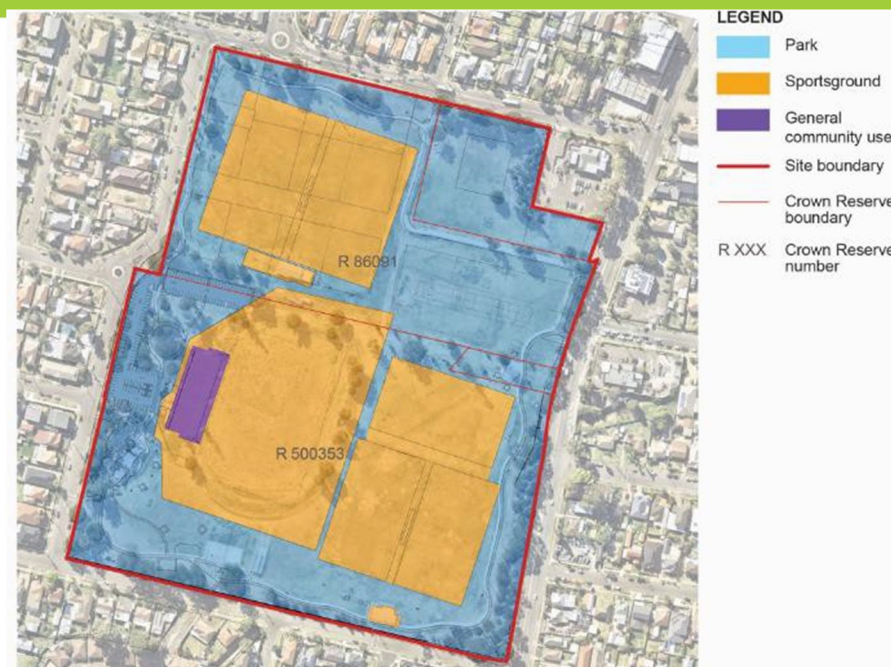 LEGEND
Park
Sportsground
General
community use
Site boundary
Crown Reserve
boundary
R XXX Crown Reserve
number
R 86091
R 500353